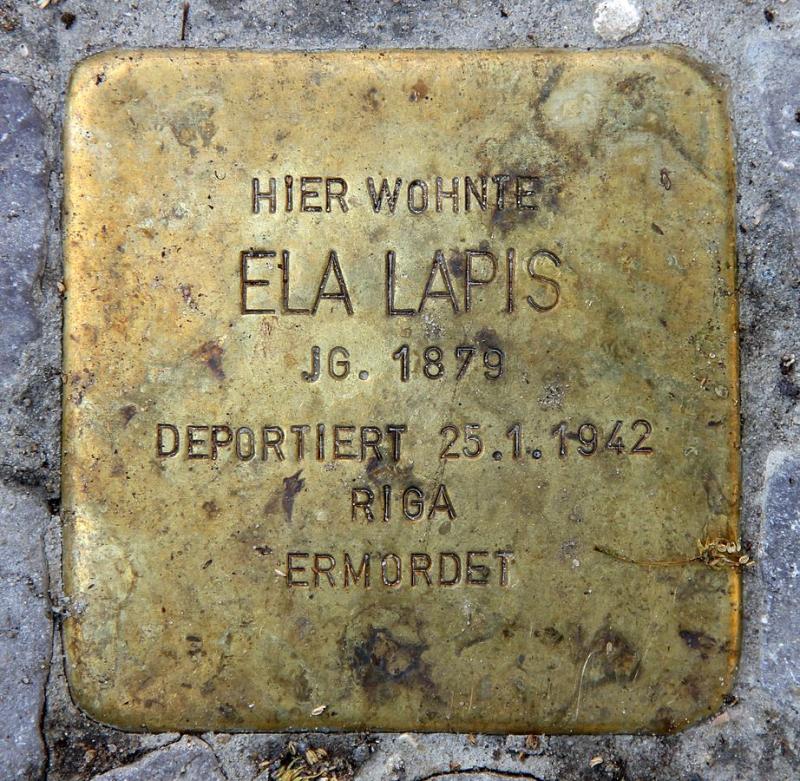 HIER WOHNTE
ELA LAPIS
JG. 1879
DEPORTIERT 25.1.1942
RIGA
ERMORDET